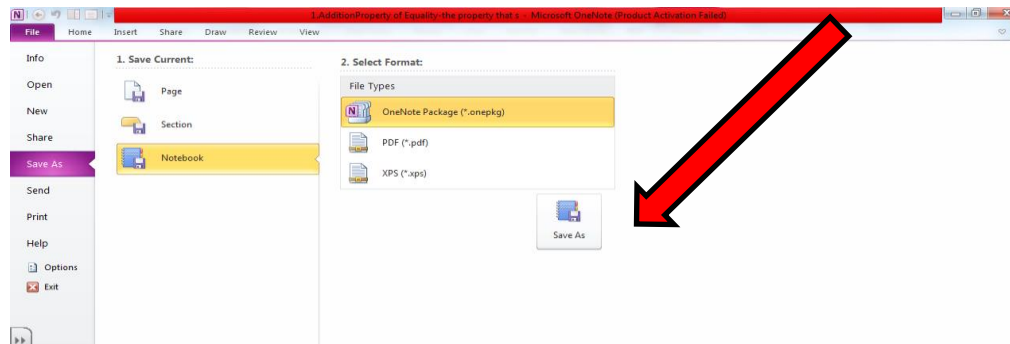 1.AdditionProperty of Equality-the property that s - Microsoft OneNote (Product Activation Failed)
File Home Insert Share Draw Review View
Info
Open
New
Share
Save As
Send
Print
Help
Options
Exit
1. Save Current:
Page
Section
Notebook
2. Select Format:
File Types
OneNote Package (*.onepkg)
PDF (*.pdf)
XPS (*.xps)
Save As